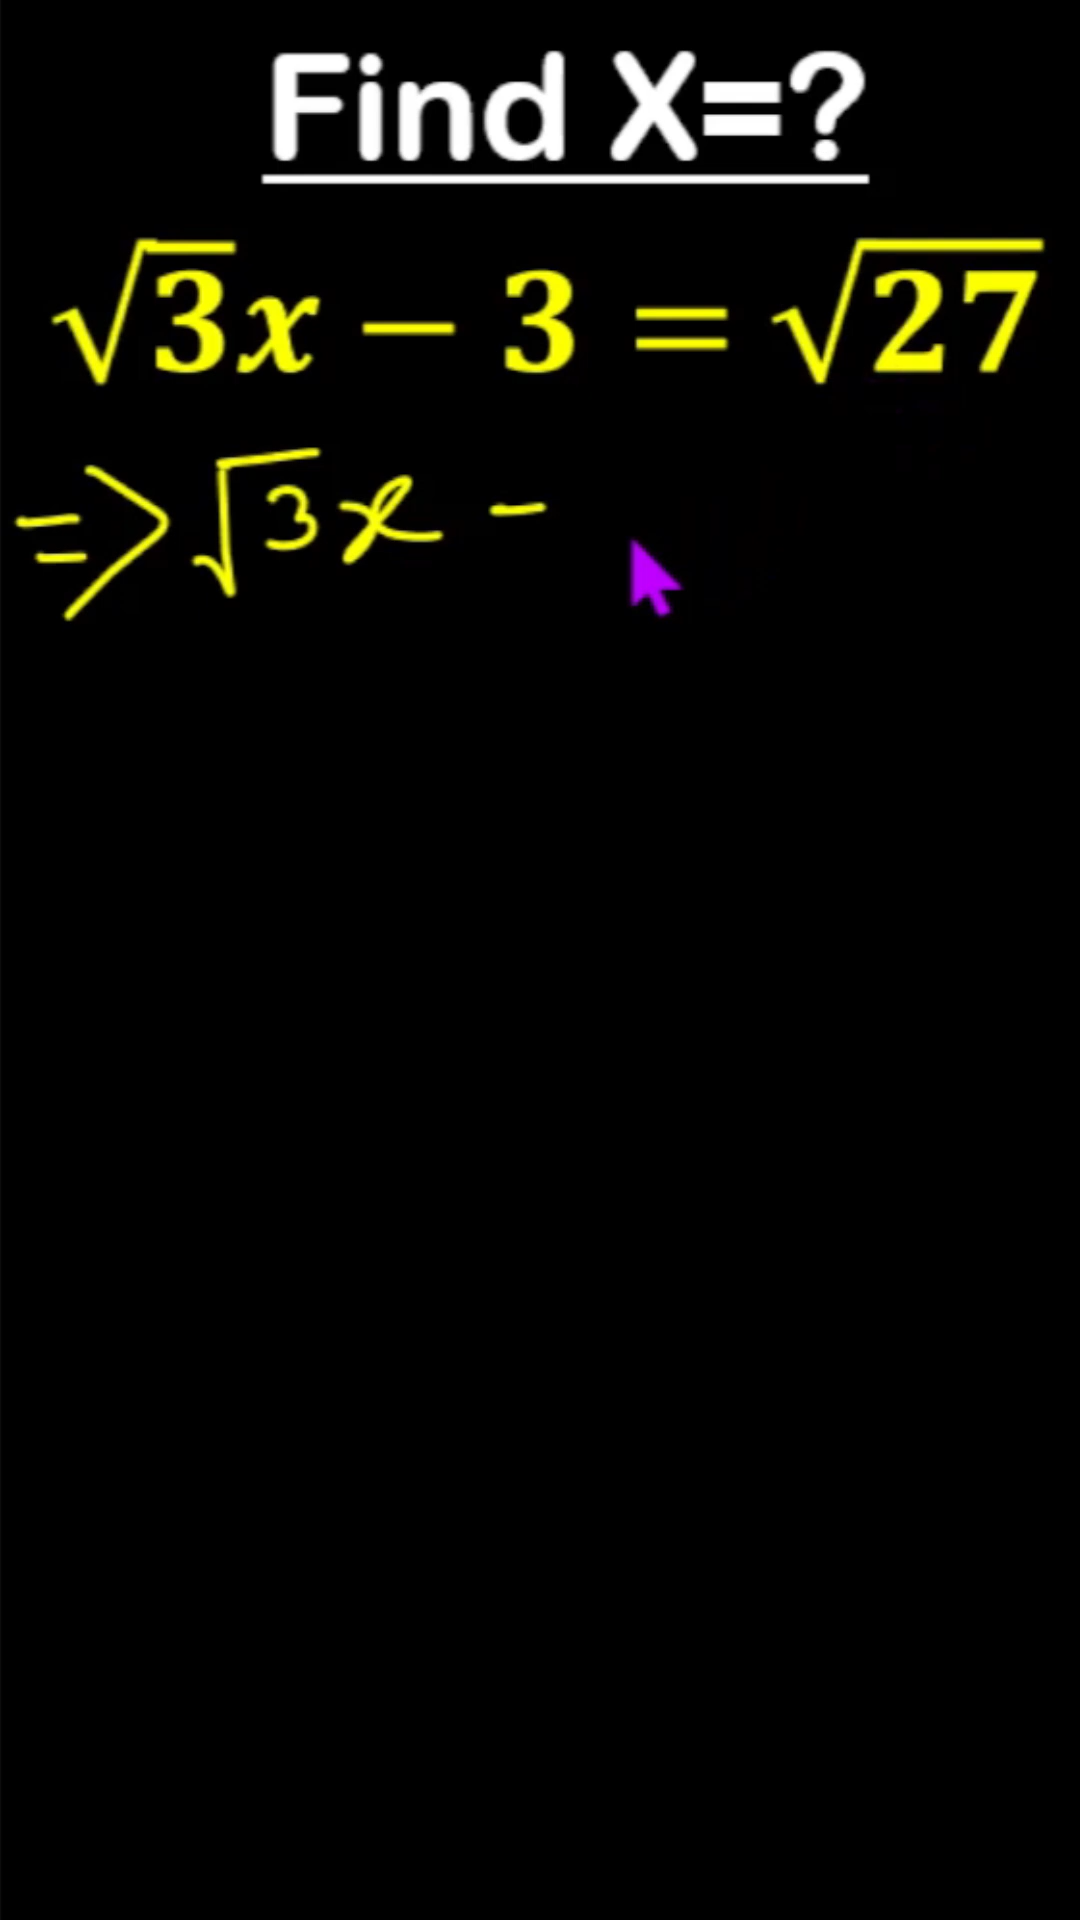 Find X=?
√3x − 3 = √27
⇒ √3x −